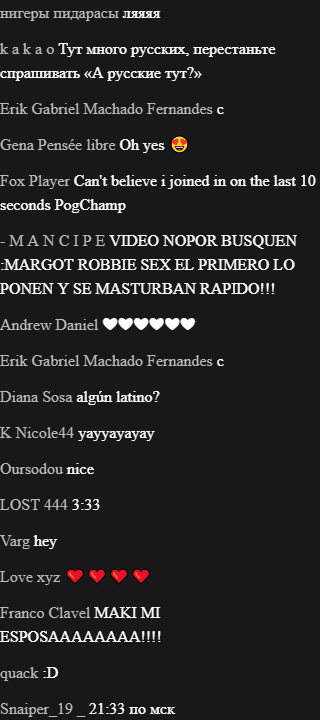 нигеры пидарасы ляяяя
k a k a o Тут много русских, перестаньте
спрашивать «А русские тут?»
Erik Gabriel Machado Fernandes c
Gena Pensée libre Oh yes 😍
Fox Player Can't believe i joined in on the last 10
seconds PogChamp
- M A N C I P E VIDEO NOPOR BUSQUEN
:MARGOT ROBBIE SEX EL PRIMERO LO
PONEN Y SE MASTURBAN RAPIDO!!!
Andrew Daniel 🤍🤍🤍🤍🤍🤍
Erik Gabriel Machado Fernandes c
Diana Sosa algún latino?
K Nicole44 yayyayayay
Oursodou nice
LOST 444 3:33
Varg hey
Love xyz ❤️❤️❤️❤️
Franco Clavel MAKI MI
ESPOSAAAAAAAA!!!!
quack :D
Snaiper_19 _ 21:33 по мск